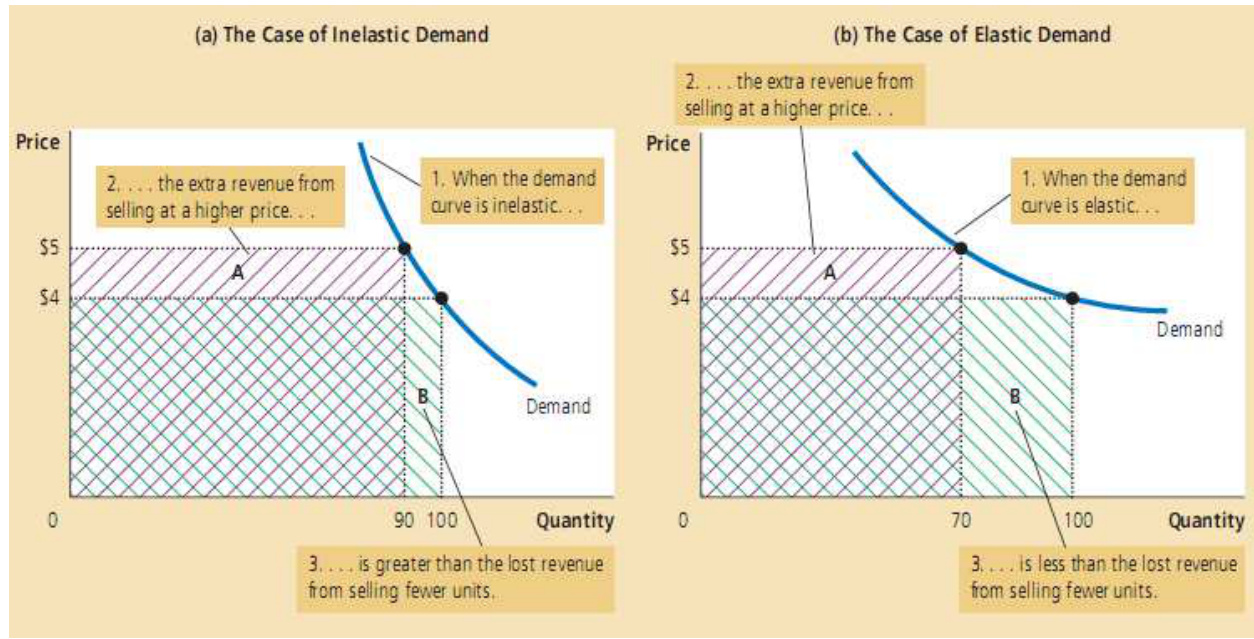 (a) The Case of Inelastic Demand
Price
2. . . . the extra revenue from
selling at a higher price. . .
1. When the demand
curve is inelastic. . .
$5
A
$4
B
Demand
0
90 100
Quantity
3. . . . is greater than the lost revenue
from selling fewer units.
(b) The Case of Elastic Demand
2. . . . the extra revenue from
selling at a higher price. . .
Price
1. When the demand
curve is elastic. . .
$5
A
$4
Demand
B
0
70
100
Quantity
3. . . . is less than the lost revenue
from selling fewer units.